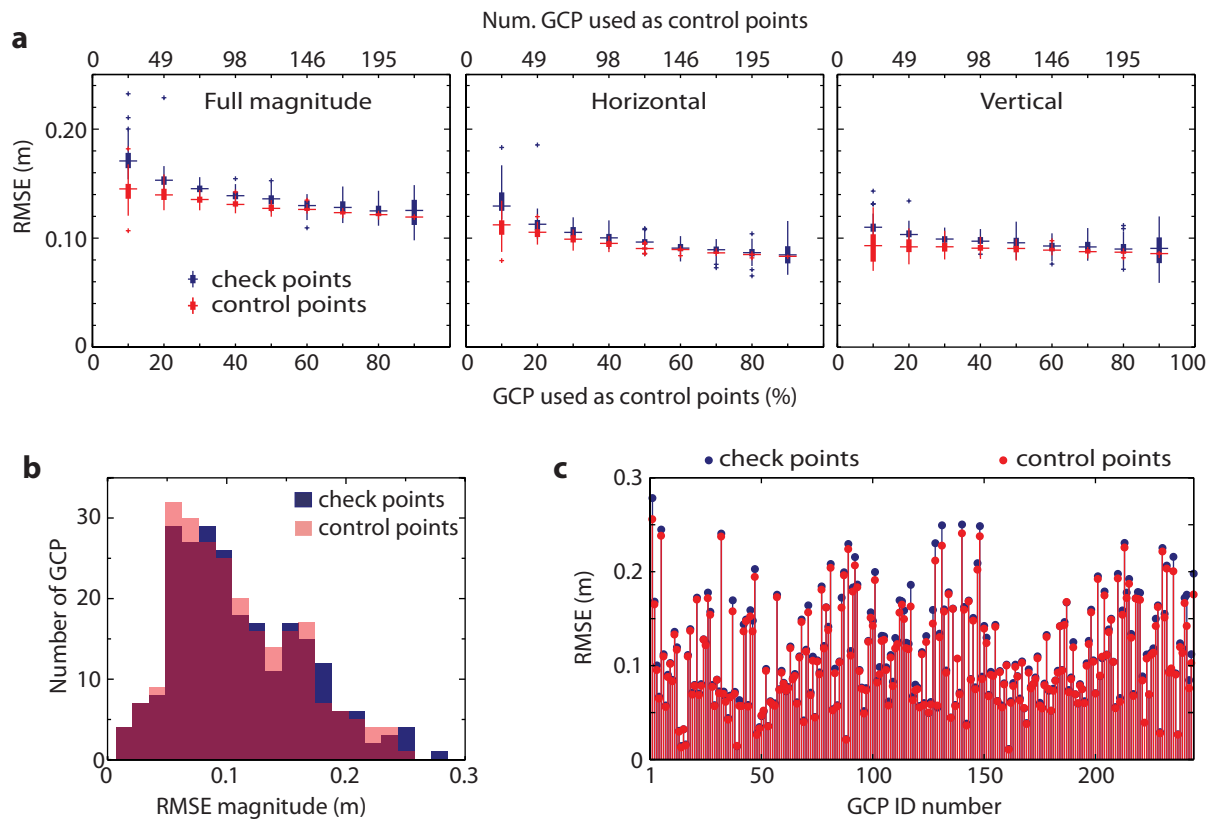 Num. GCP used as control points
a
0 49 98 146 195 0 49 98 146 195 0 49 98 146 195
Full magnitude Horizontal Vertical
0.20
0.10
0
RMSE (m)
check points
control points
0 20 40 60 80 0 20 40 60 80 0 20 40 60 80 100
GCP used as control points (%)
b
check points
control points
30
20
10
0
Number of GCP
0 0.1 0.2 0.3
RMSE magnitude (m)
c
check points control points
0.3
0.2
0.1
0
RMSE (m)
1 50 100 150 200
GCP ID number